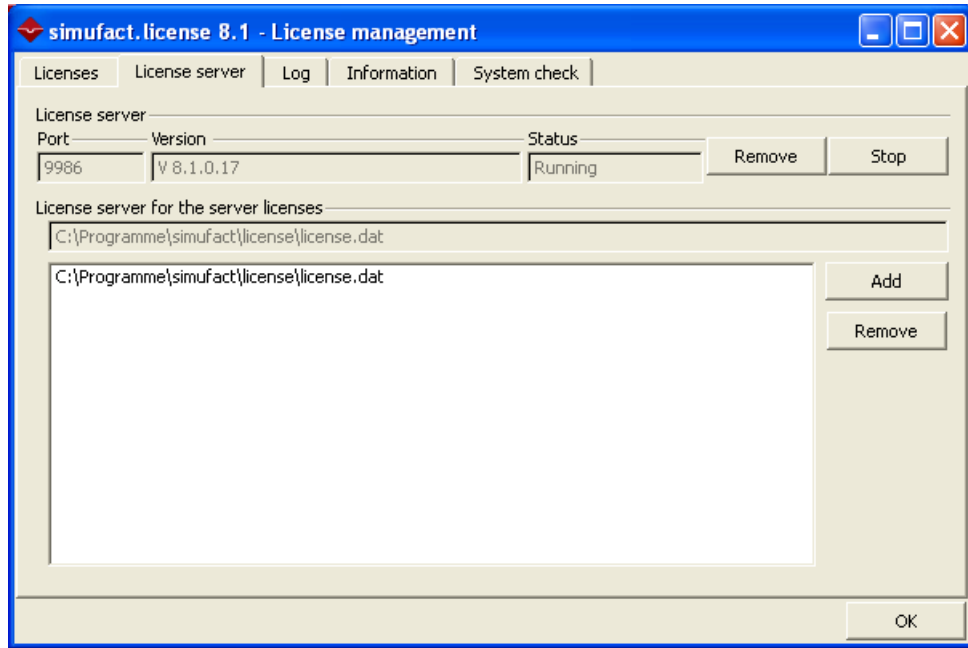 simufact.license 8.1 - License management
Licenses License server Log Information System check
License server
Port Version Status
9986 V 8.1.0.17 Running Remove Stop
License server for the server licenses
C:\Programme\simufact\license\license.dat
C:\Programme\simufact\license\license.dat Add
Remove
OK